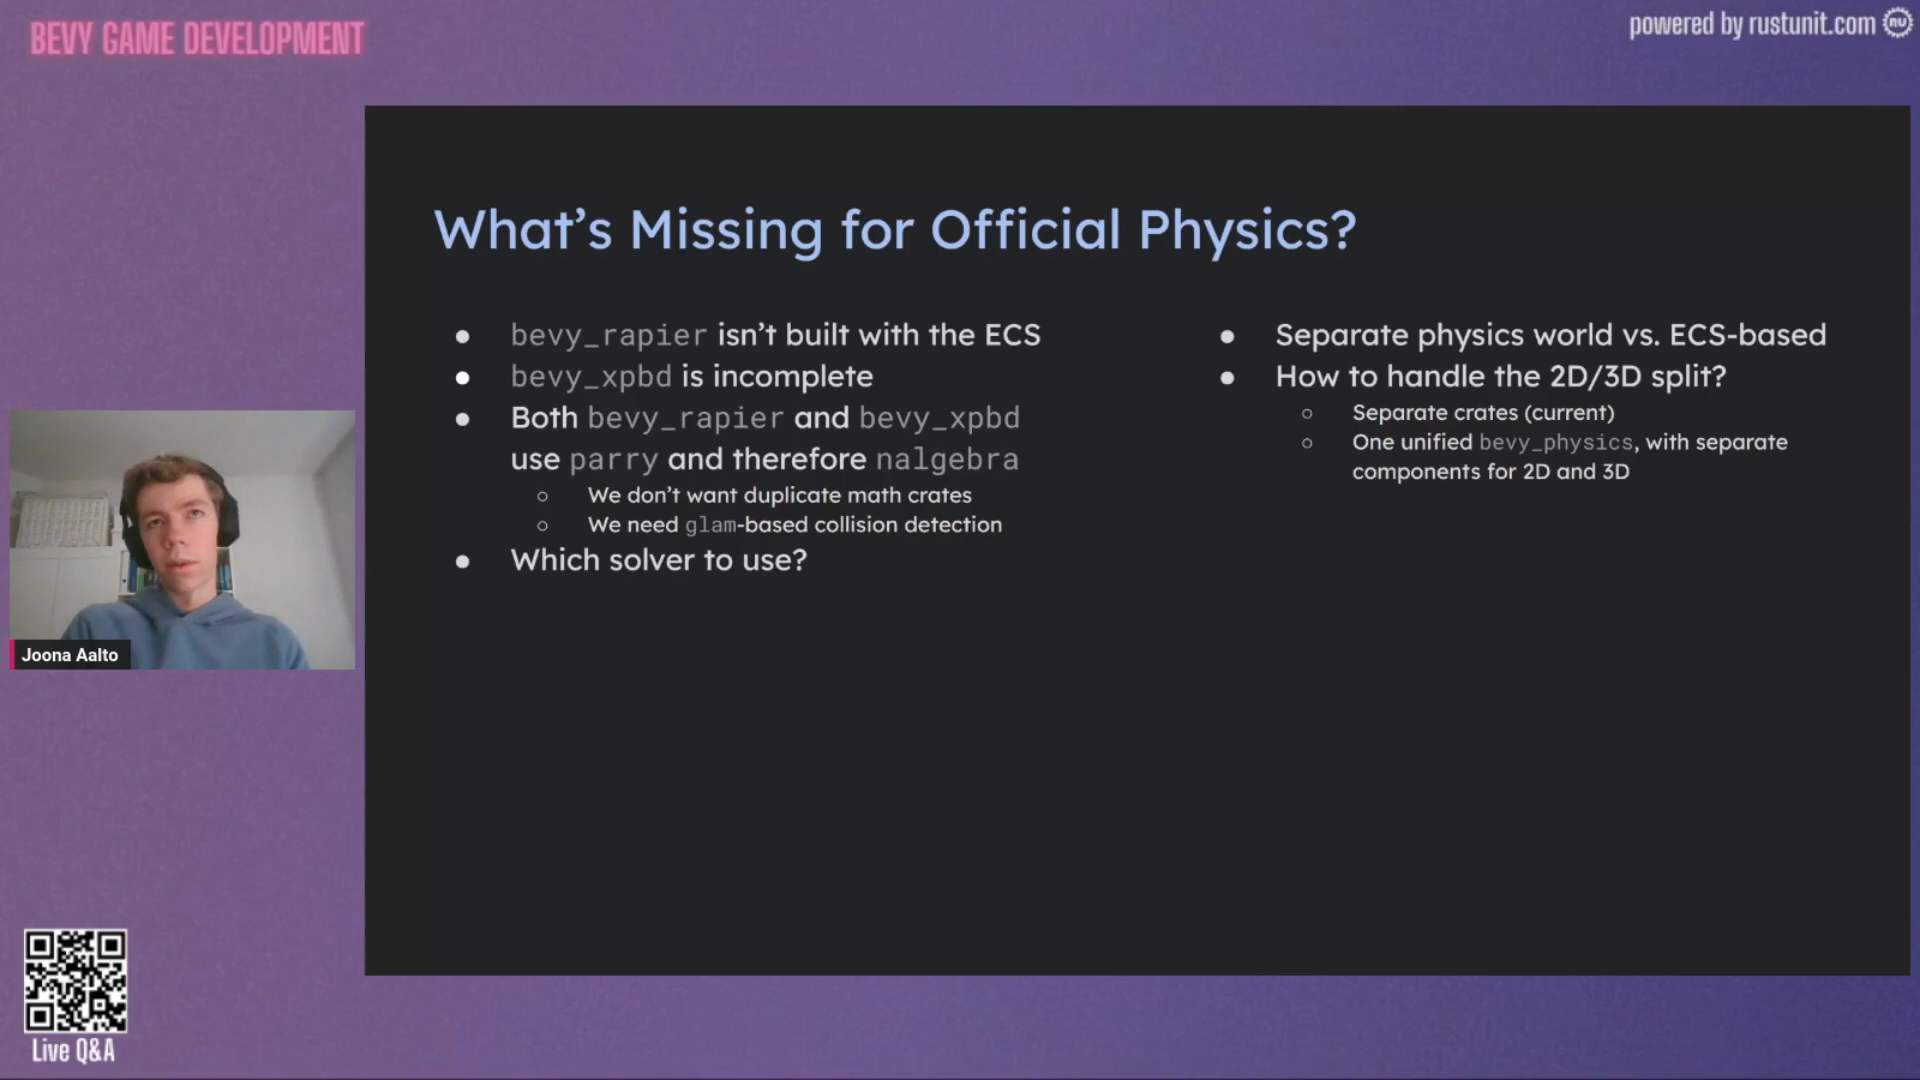 BEVY GAME DEVELOPMENT
powered by rustunit.com
RU
What's Missing for Official Physics?
● bevy_rapier isn't built with the ECS
● bevy_xpbd is incomplete
● Both bevy_rapier and bevy_xpbd
use parry and therefore nalgebra
○ We don't want duplicate math crates
○ We need glam-based collision detection
● Which solver to use?
● Separate physics world vs. ECS-based
● How to handle the 2D/3D split?
○ Separate crates (current)
○ One unified bevy_physics, with separate
components for 2D and 3D
Joona Aalto
Live Q&A